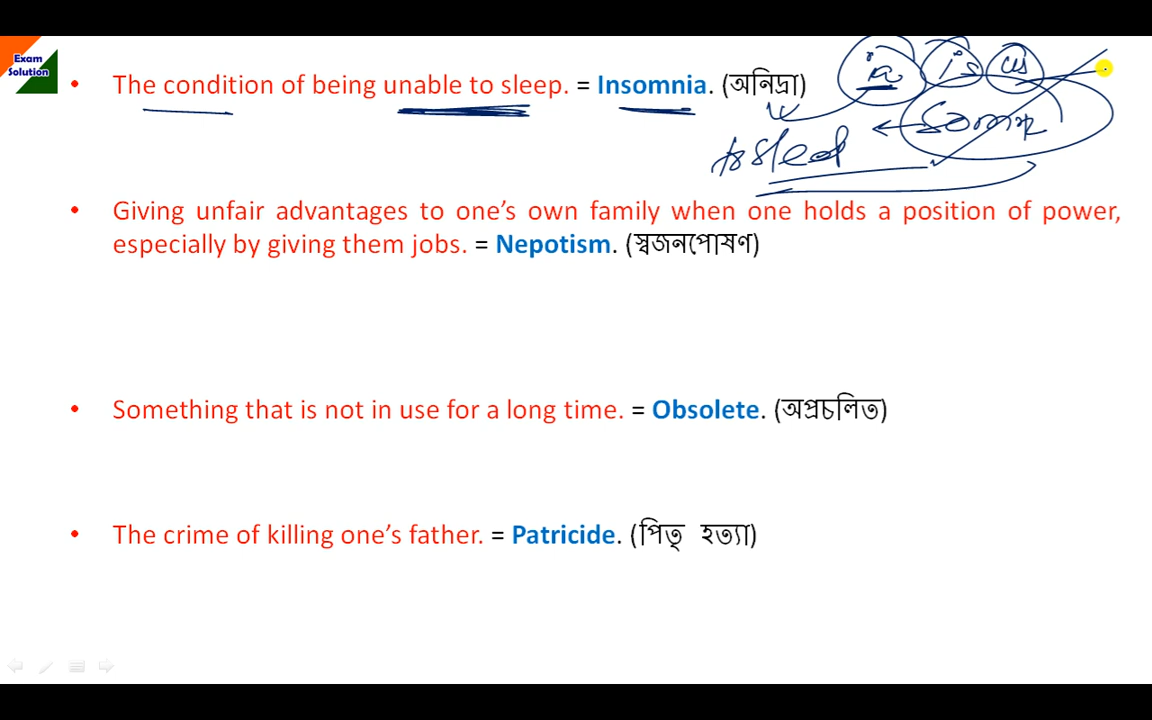 Exam
Solution
• The condition of being unable to sleep. = Insomnia. (অনিদ্রা)
in is
• Giving unfair advantages to one’s own family when one holds a position of power,
especially by giving them jobs. = Nepotism. (স্বজনপোষণ)
• Something that is not in use for a long time. = Obsolete. (অপ্রচলিত)
• The crime of killing one’s father. = Patricide. (পিতৃ হত্যা)